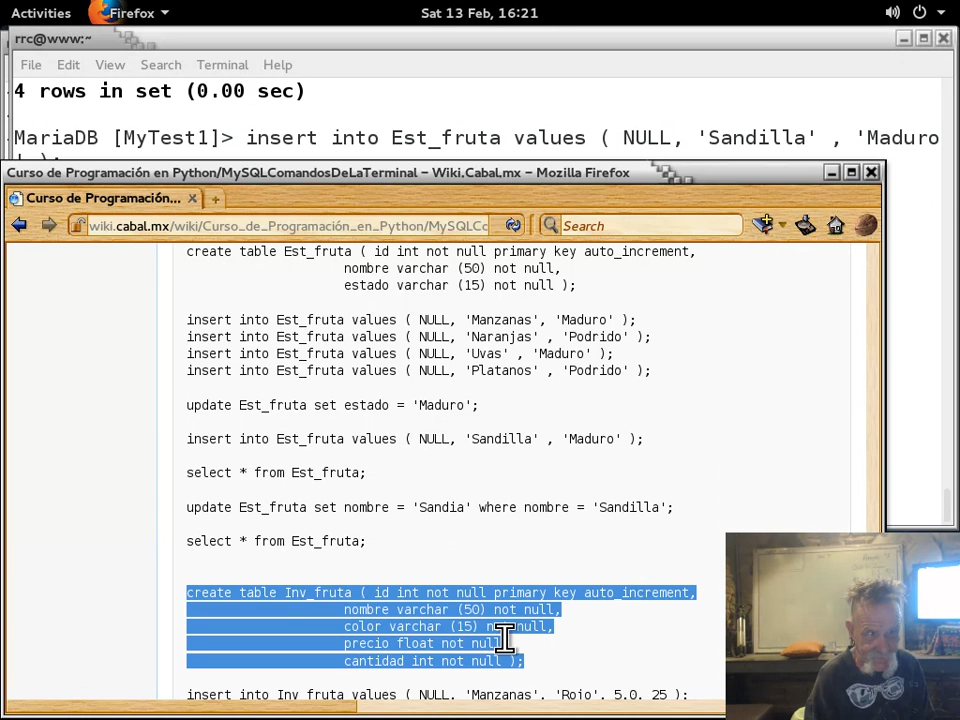 Activities Firefox Sat 13 Feb, 16:21
rrc@www:~
File Edit View Search Terminal Help
4 rows in set (0.00 sec)
MariaDB [MyTest1]> insert into Est_fruta values ( NULL, 'Sandilla' , 'Maduro
' );
Curso de Programación en Python/MySQLComandosDeLaTerminal – Wiki.Cabal.mx – Mozilla Firefox
Curso de Programación...
wiki.cabal.mx/wiki/Curso_de_Programación_en_Python/MySQLCo
Search
create table Est_fruta ( id int not null primary key auto_increment,
nombre varchar (50) not null,
estado varchar (15) not null );
insert into Est_fruta values ( NULL, 'Manzanas', 'Maduro' );
insert into Est_fruta values ( NULL, 'Naranjas' , 'Podrido' );
insert into Est_fruta values ( NULL, 'Uvas' , 'Maduro' );
insert into Est_fruta values ( NULL, 'Platanos' , 'Podrido' );
update Est_fruta set estado = 'Maduro';
insert into Est_fruta values ( NULL, 'Sandilla' , 'Maduro' );
select * from Est_fruta;
update Est_fruta set nombre = 'Sandia' where nombre = 'Sandilla';
select * from Est_fruta;
create table Inv_fruta ( id int not null primary key auto_increment,
nombre varchar (50) not null,
color varchar (15) not null,
precio float not null
cantidad int not null );
insert into Inv_fruta values ( NULL, 'Manzanas, 'Rojo', 5.0, 25 );